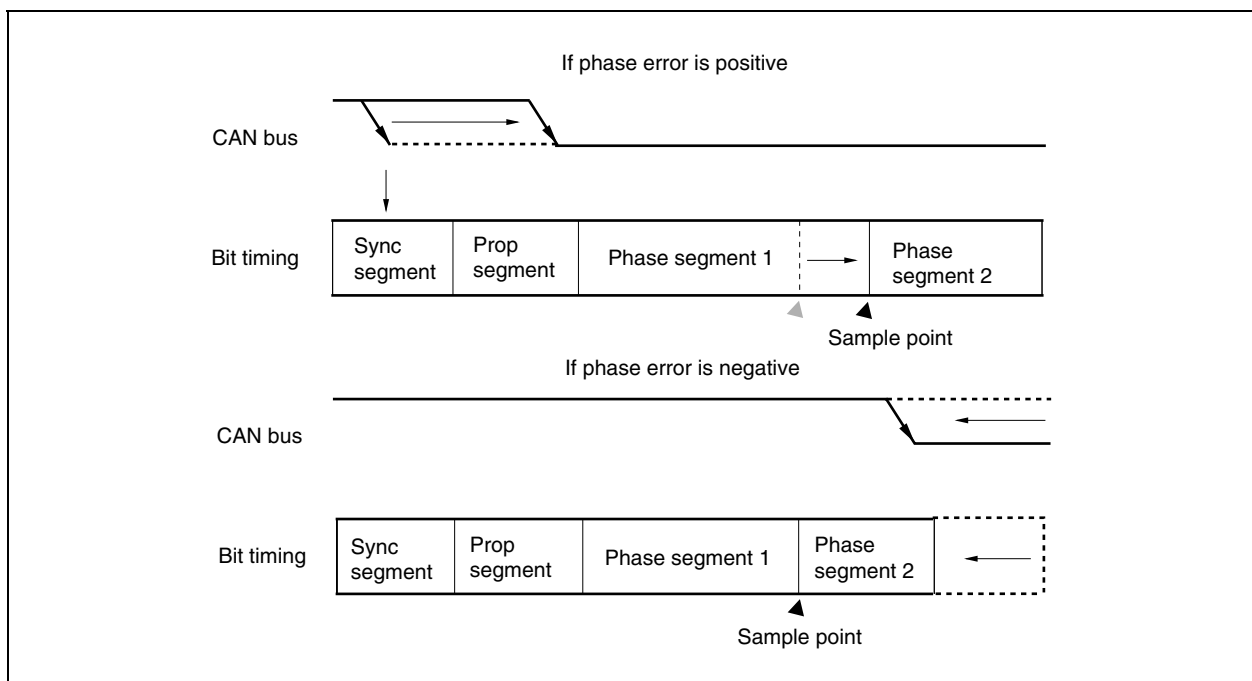 If phase error is positive
CAN bus
Bit timing
Sync
segment
Prop
segment
Phase segment 1
Phase
segment 2
Sample point
If phase error is negative
CAN bus
Bit timing
Sync
segment
Prop
segment
Phase segment 1
Phase
segment 2
Sample point